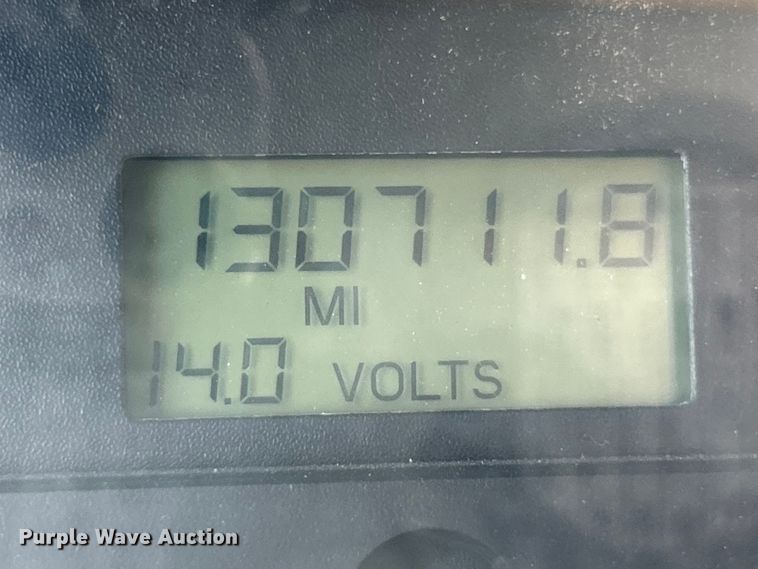 130711.8
MI
14.0 VOLTS
Purple Wave Auction